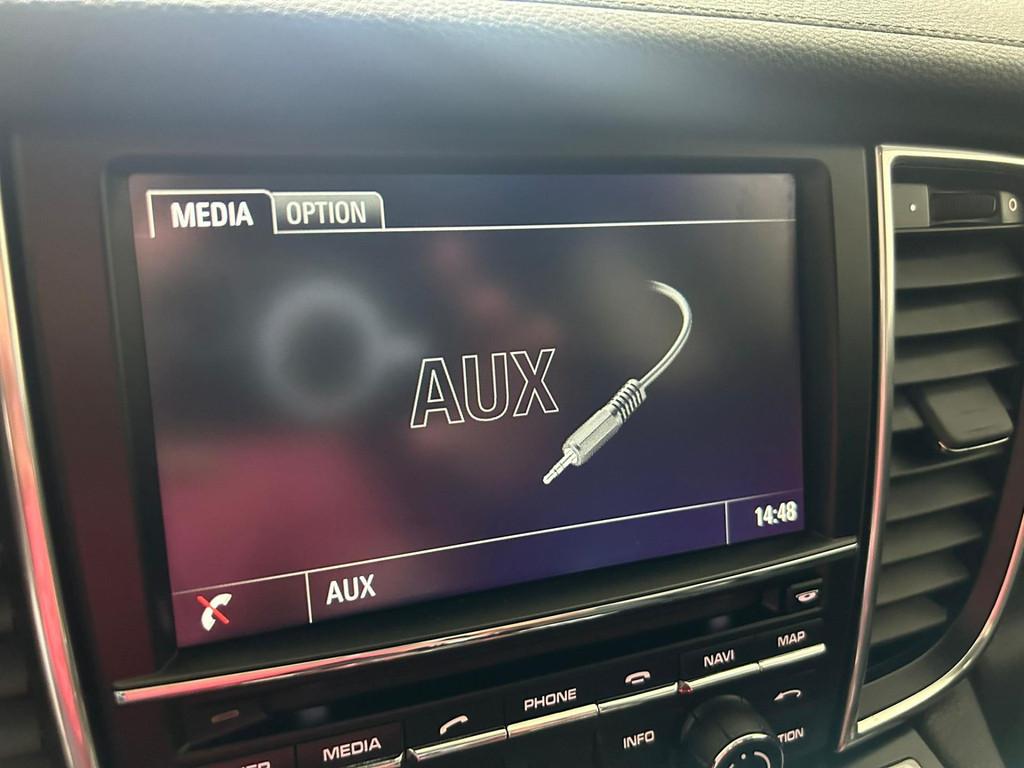 MEDIA OPTION
AUX
14:48
AUX
MAP
NAVI
PHONE
MEDIA
INFO